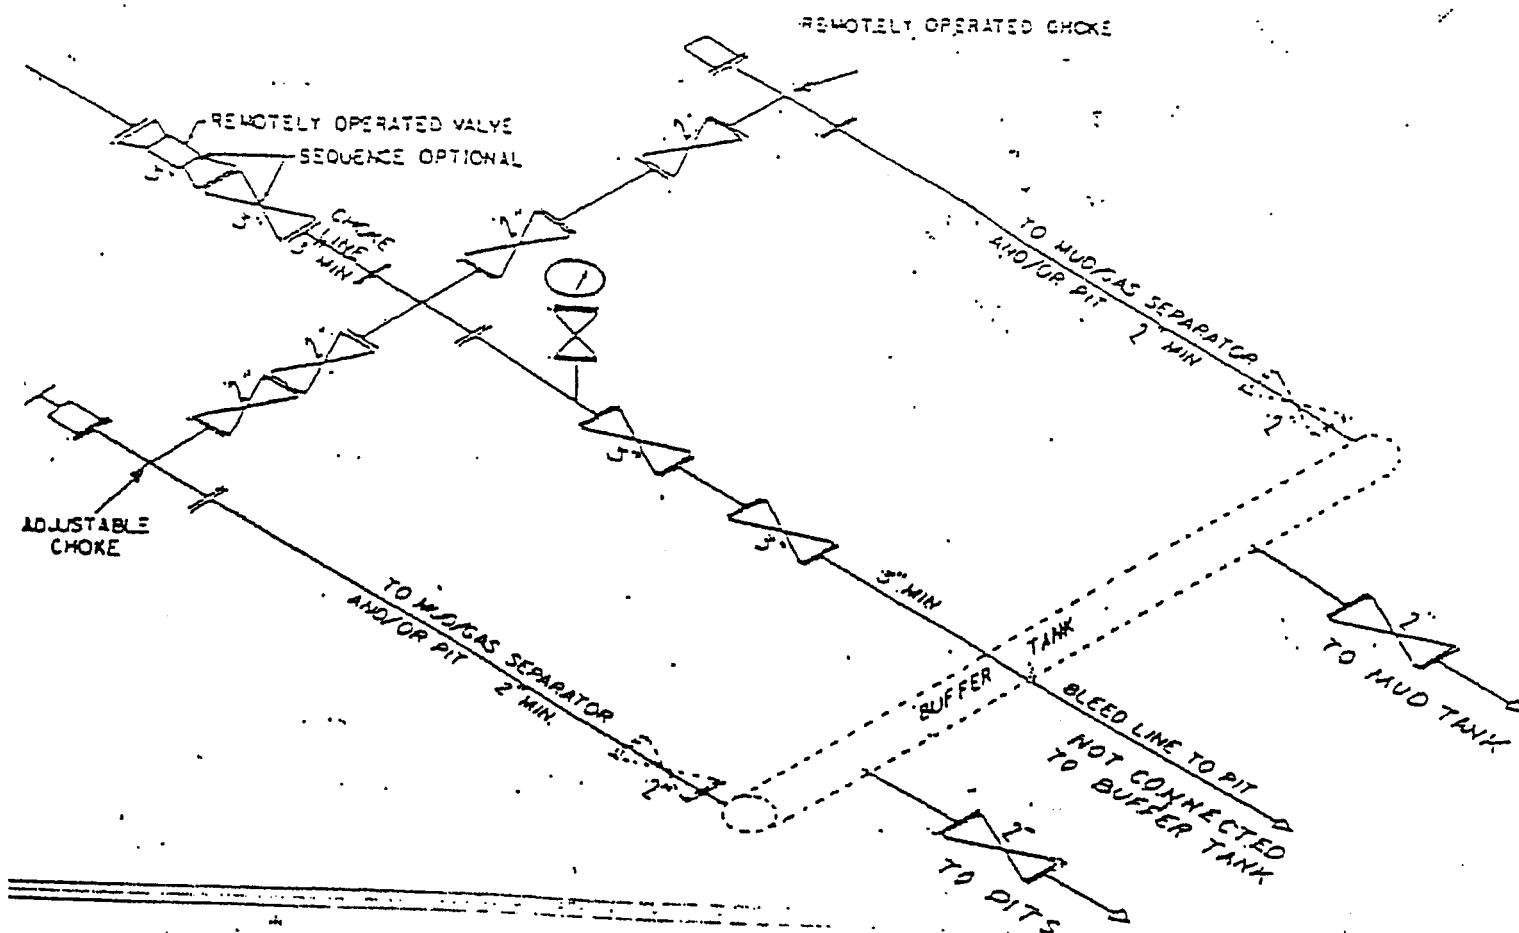 REMOTELY OPERATED CHOKE
REMOTELY OPERATED VALVE
SEQUENCE OPTIONAL
3"
3"
CHOKE
LINE
3" MIN
2"
2"
2"
2"
ADJUSTABLE
CHOKE
TO MUD/GAS SEPARATOR
AND/OR PIT
2" MIN
2"
3"
3"
3" MIN
TO MUD/GAS SEPARATOR
AND/OR PIT
2" MIN.
2"
BUFFER TANK
BLEED LINE TO PIT
NOT CONNECTED
TO BUFFER TANK
2"
TO MUD TANK
2"
TO PITS